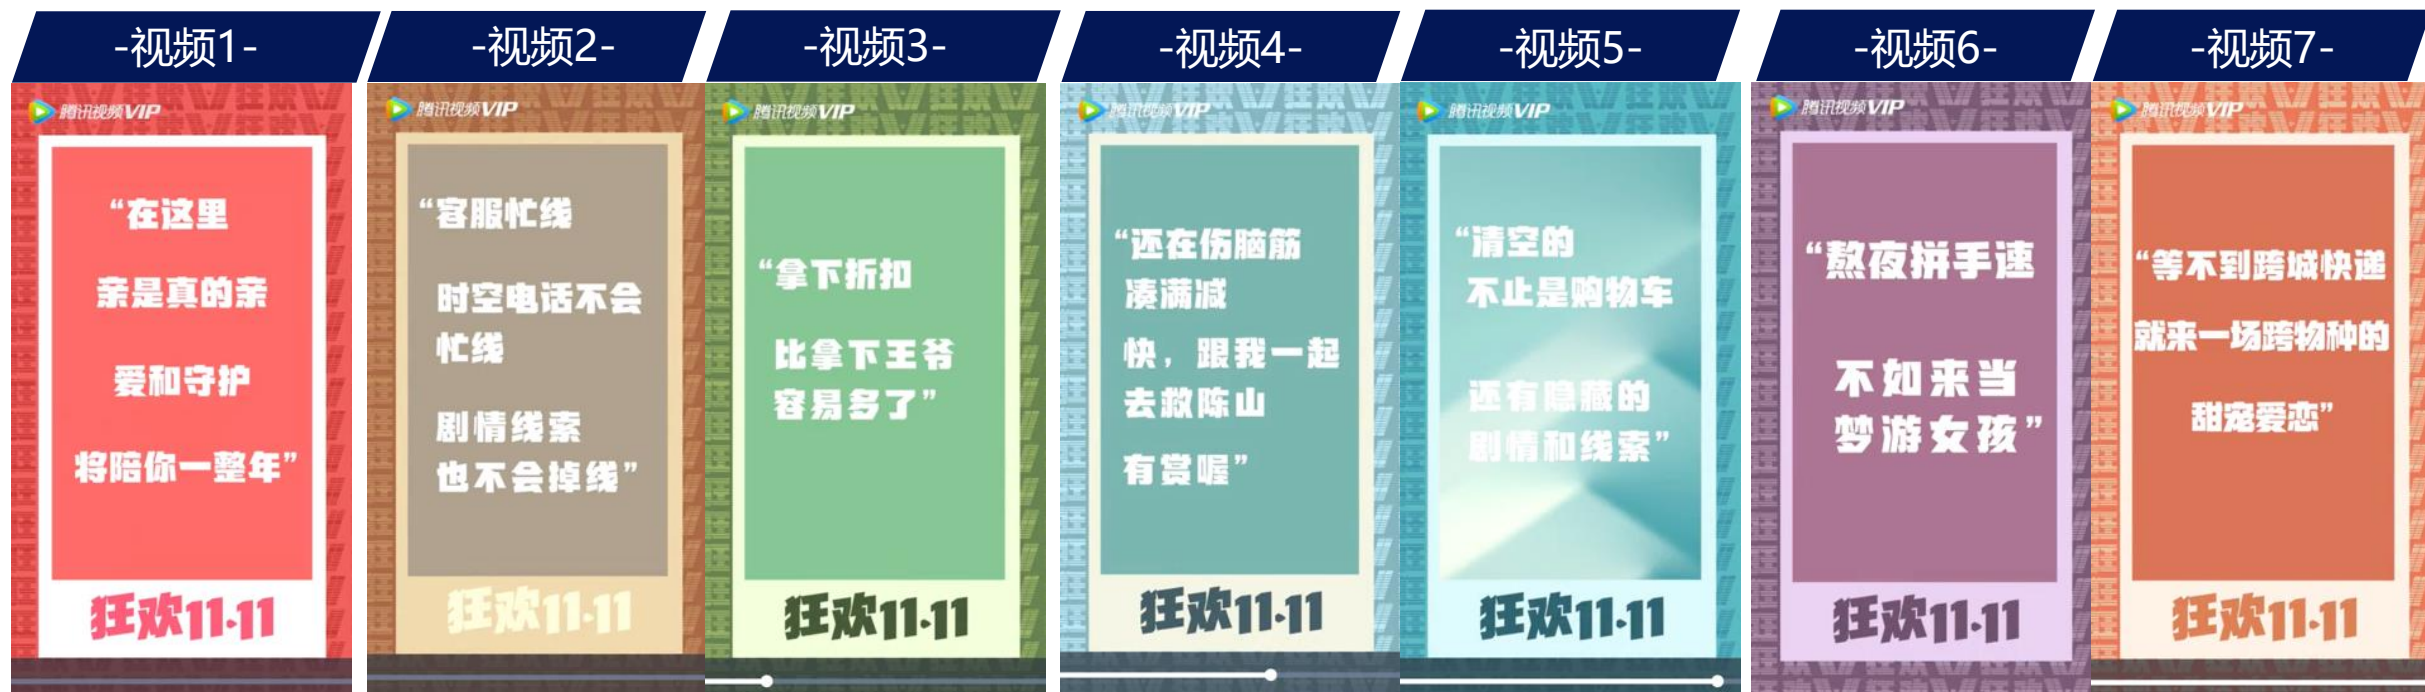 -视频1-
腾讯视频VIP
“在这里
亲是真的亲
爱和守护
将陪你一整年”
狂欢11.11
-视频2-
腾讯视频VIP
“客服忙线
时空电话不会
忙线
剧情线索
也不会掉线”
狂欢11.11
-视频3-
腾讯视频VIP
“拿下折扣
比拿下王爷
容易多了”
狂欢11.11
-视频4-
腾讯视频VIP
“还在伤脑筋
凑满减
快，跟我一起
去救陈山
有赏喔”
狂欢11.11
-视频5-
腾讯视频VIP
“清空的
不止是购物车
还有隐藏的
剧情和线索”
狂欢11.11
-视频6-
腾讯视频VIP
“熬夜拼手速
不如来当
梦游女孩”
狂欢11.11
-视频7-
腾讯视频VIP
“等不到跨城快递
就来一场跨物种的
甜宠爱恋”
狂欢11.11